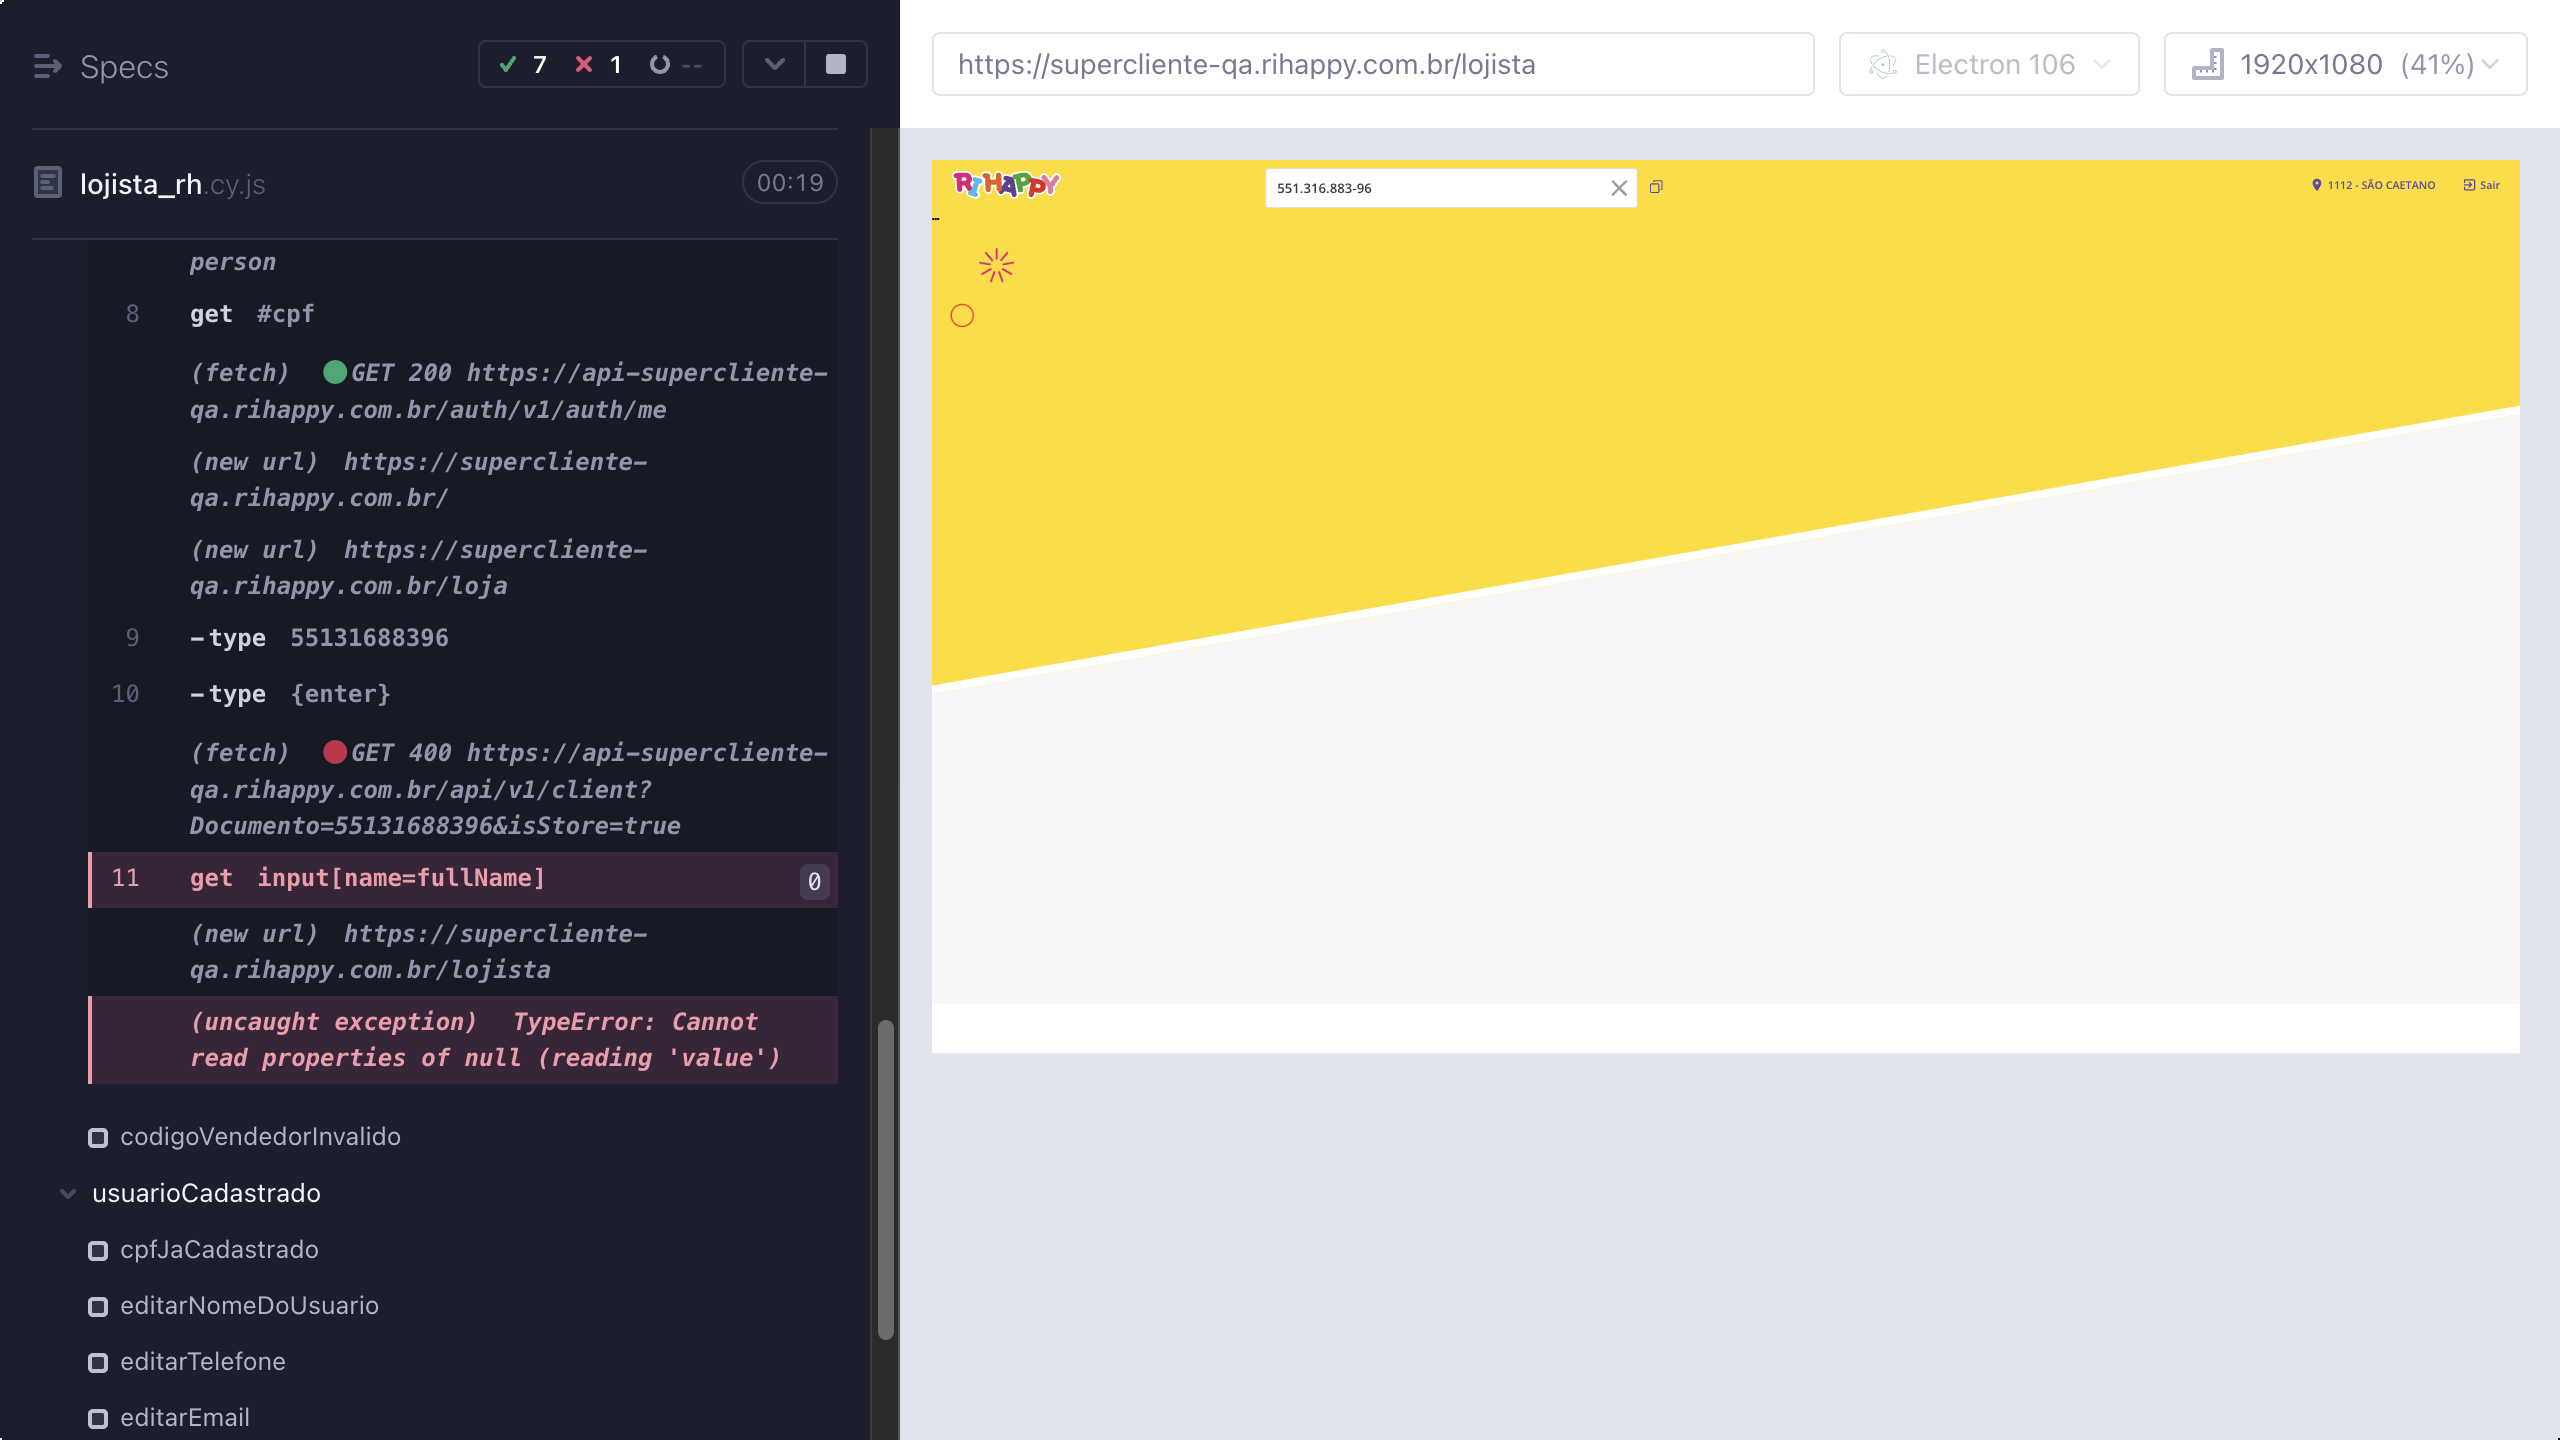 Specs
7
1
--
https://supercliente-qa.rihappy.com.br/lojista
Electron 106
1920x1080 (41%)
lojista_rh.cy.js
00:19
person
8 get #cpf
(fetch) GET 200 https://api-supercliente-
qa.rihappy.com.br/auth/v1/auth/me
(new url) https://supercliente-
qa.rihappy.com.br/
(new url) https://supercliente-
qa.rihappy.com.br/loja
9 -type 55131688396
10 -type {enter}
(fetch) GET 400 https://api-supercliente-
qa.rihappy.com.br/api/v1/client?
Documento=55131688396&isStore=true
11 get input[name=fullName] 0
(new url) https://supercliente-
qa.rihappy.com.br/lojista
(uncaught exception) TypeError: Cannot
read properties of null (reading 'value')
codigoVendedorInvalido
usuarioCadastrado
cpfJaCadastrado
editarNomeDoUsuario
editarTelefone
editarEmail
RIHAPPY
551.316.883-96
1112 - SÃO CAETANO
Sair